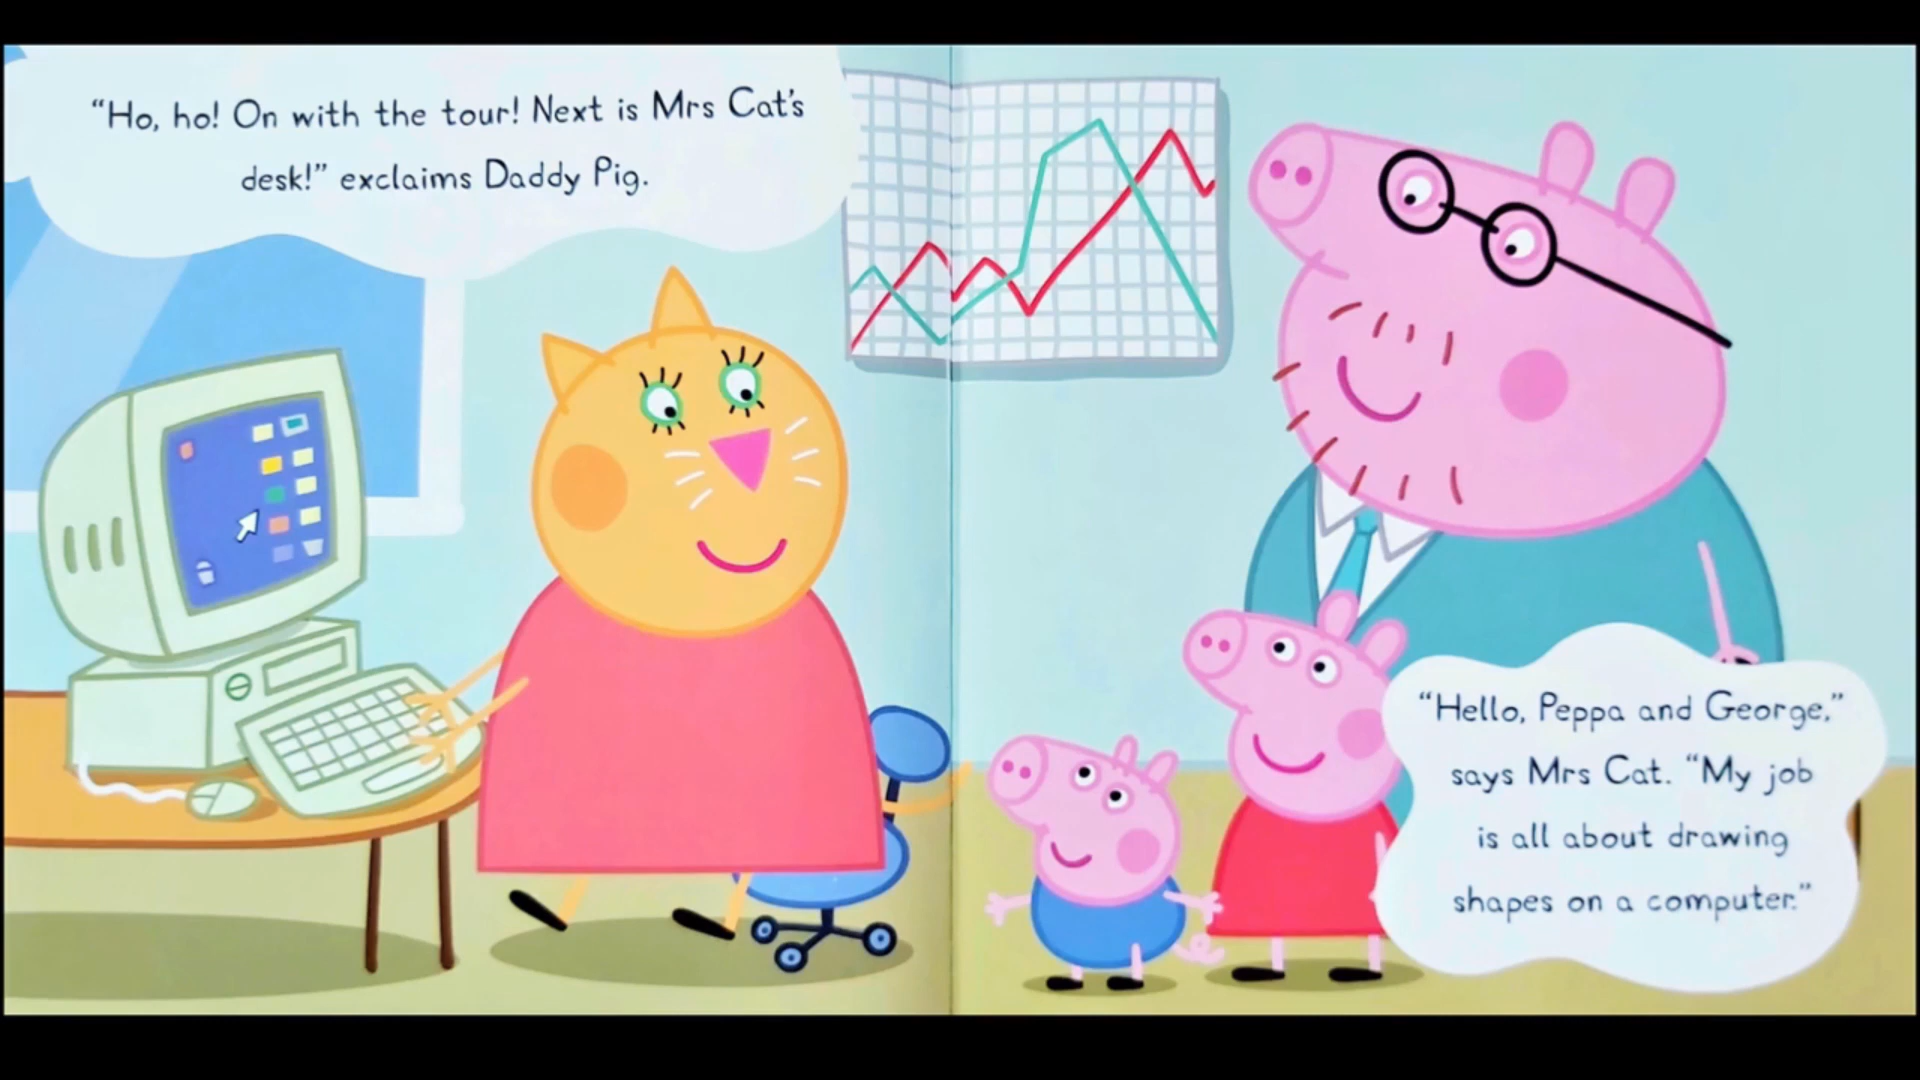 “Ho, ho! On with the tour! Next is Mrs Cat’s
desk!” exclaims Daddy Pig.
“Hello, Peppa and George,”
says Mrs Cat. “My job
is all about drawing
shapes on a computer.”